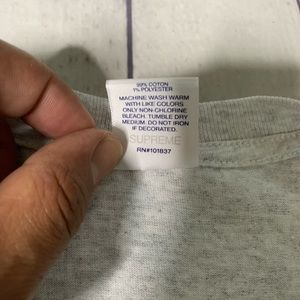 99% COTTON
1% POLYESTER
MACHINE WASH WARM
WITH LIKE COLORS.
ONLY NON-CHLORINE
BLEACH. TUMBLE DRY
MEDIUM. DO NOT IRON
IF DECORATED.
SUPREME
RN#101837